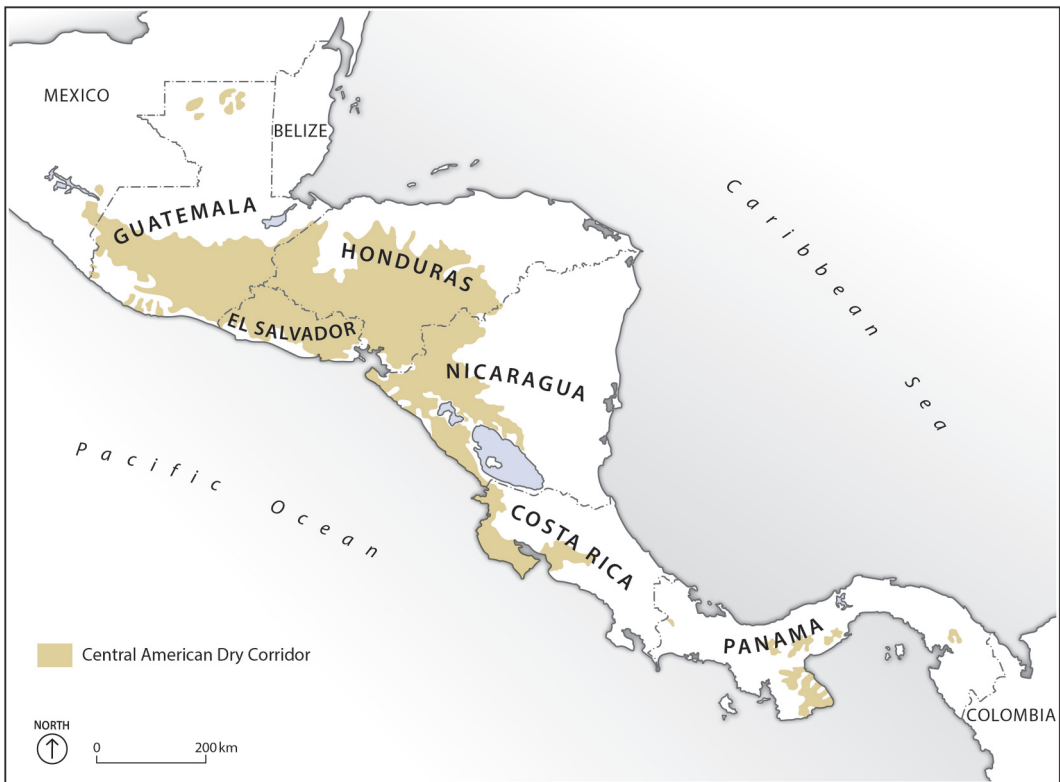 MEXICO
BELIZE
GUATEMALA
HONDURAS
EL SALVADOR
NICARAGUA
Caribbean Sea
Pacific Ocean
COSTA RICA
PANAMA
COLOMBIA
Central American Dry Corridor
NORTH
0 200 km